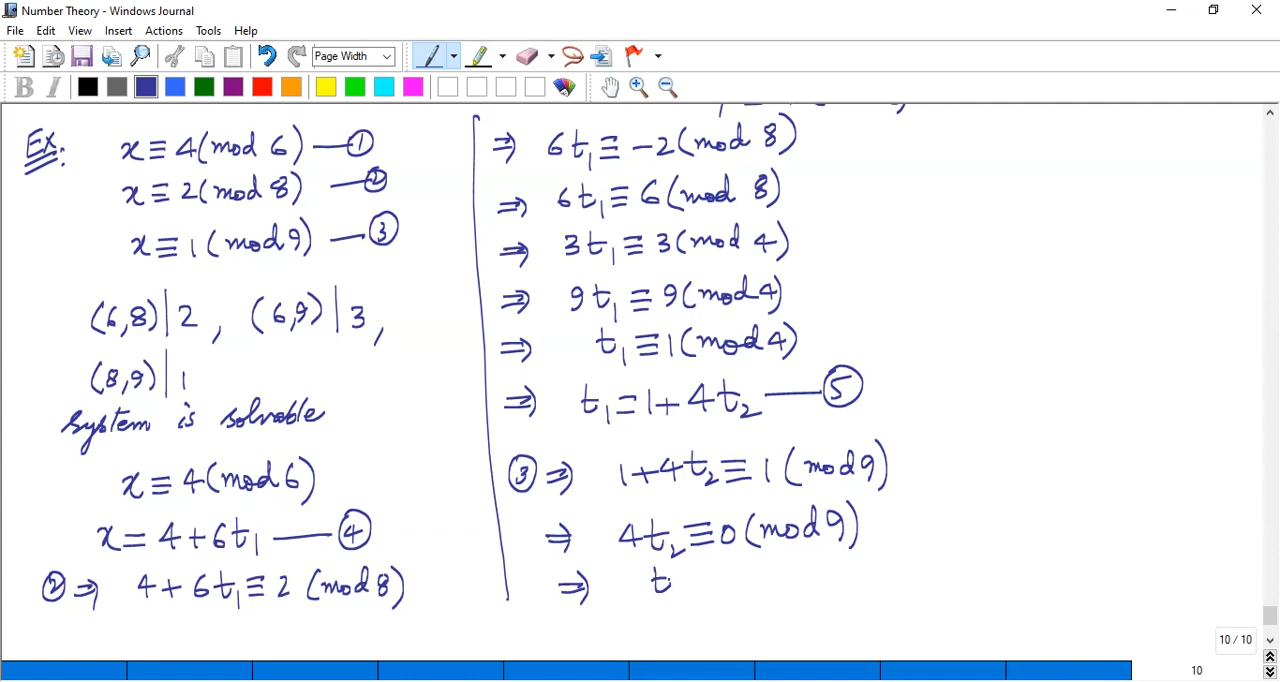 Number Theory - Windows Journal
File Edit View Insert Actions Tools Help
Page Width
B I
Ex:
x ≡ 4 (mod 6) — ①
x ≡ 2 (mod 8) — ②
x ≡ 1 (mod 9) — ③
(6,8) | 2 , (6,9) | 3 ,
(8,9) | 1
System is solvable
x ≡ 4 (mod 6)
x = 4 + 6t₁ — ④
② ⇒ 4 + 6t₁ ≡ 2 (mod 8)
⇒ 6t₁ ≡ -2 (mod 8)
⇒ 6t₁ ≡ 6 (mod 8)
⇒ 3t₁ ≡ 3 (mod 4)
⇒ 9t₁ ≡ 9 (mod 4)
⇒ t₁ ≡ 1 (mod 4)
⇒ t₁ = 1 + 4t₂ — ⑤
③ ⇒ 1 + 4t₂ ≡ 1 (mod 9)
⇒ 4t₂ ≡ 0 (mod 9)
⇒ t
10 / 10
10